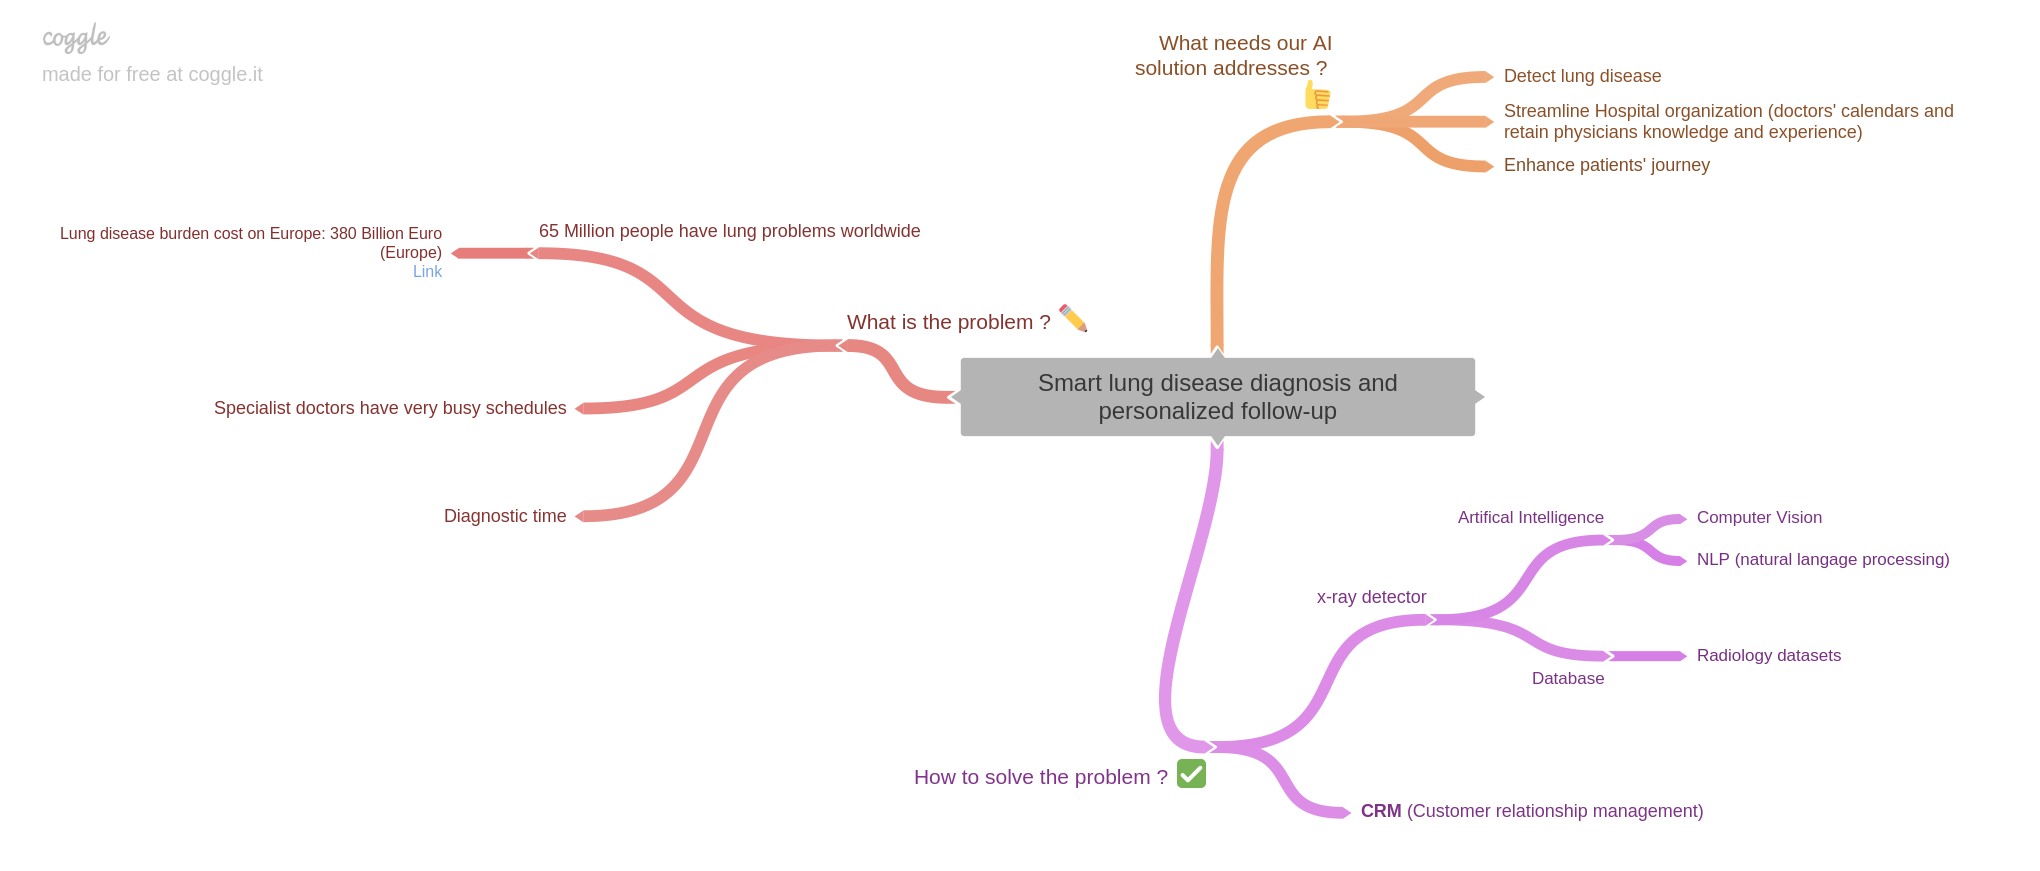 coggle
made for free at coggle.it
What needs our AI
solution addresses ?
Detect lung disease
Streamline Hospital organization (doctors' calendars and
retain physicians knowledge and experience)
Enhance patients' journey
65 Million people have lung problems worldwide
Lung disease burden cost on Europe: 380 Billion Euro
(Europe)
Link
What is the problem ?
Specialist doctors have very busy schedules
Diagnostic time
Smart lung disease diagnosis and
personalized follow-up
Artifical Intelligence
Computer Vision
NLP (natural langage processing)
x-ray detector
Radiology datasets
Database
How to solve the problem ?
CRM (Customer relationship management)